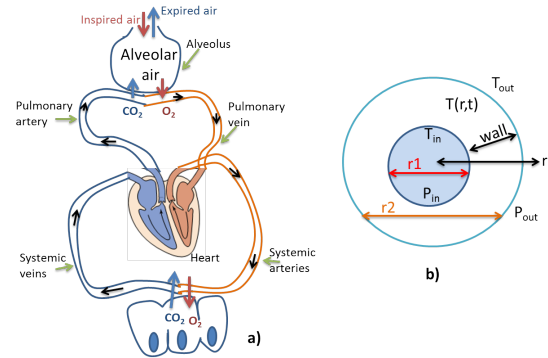 Inspired air
Expired air
Alveolar
air
Alveolus
CO2
O2
Pulmonary
artery
Pulmonary
vein
Heart
Systemic
veins
Systemic
arteries
CO2
O2
a)
Tout
T(r,t)
Tin
wall
r
r1
Pin
r2
Pout
b)